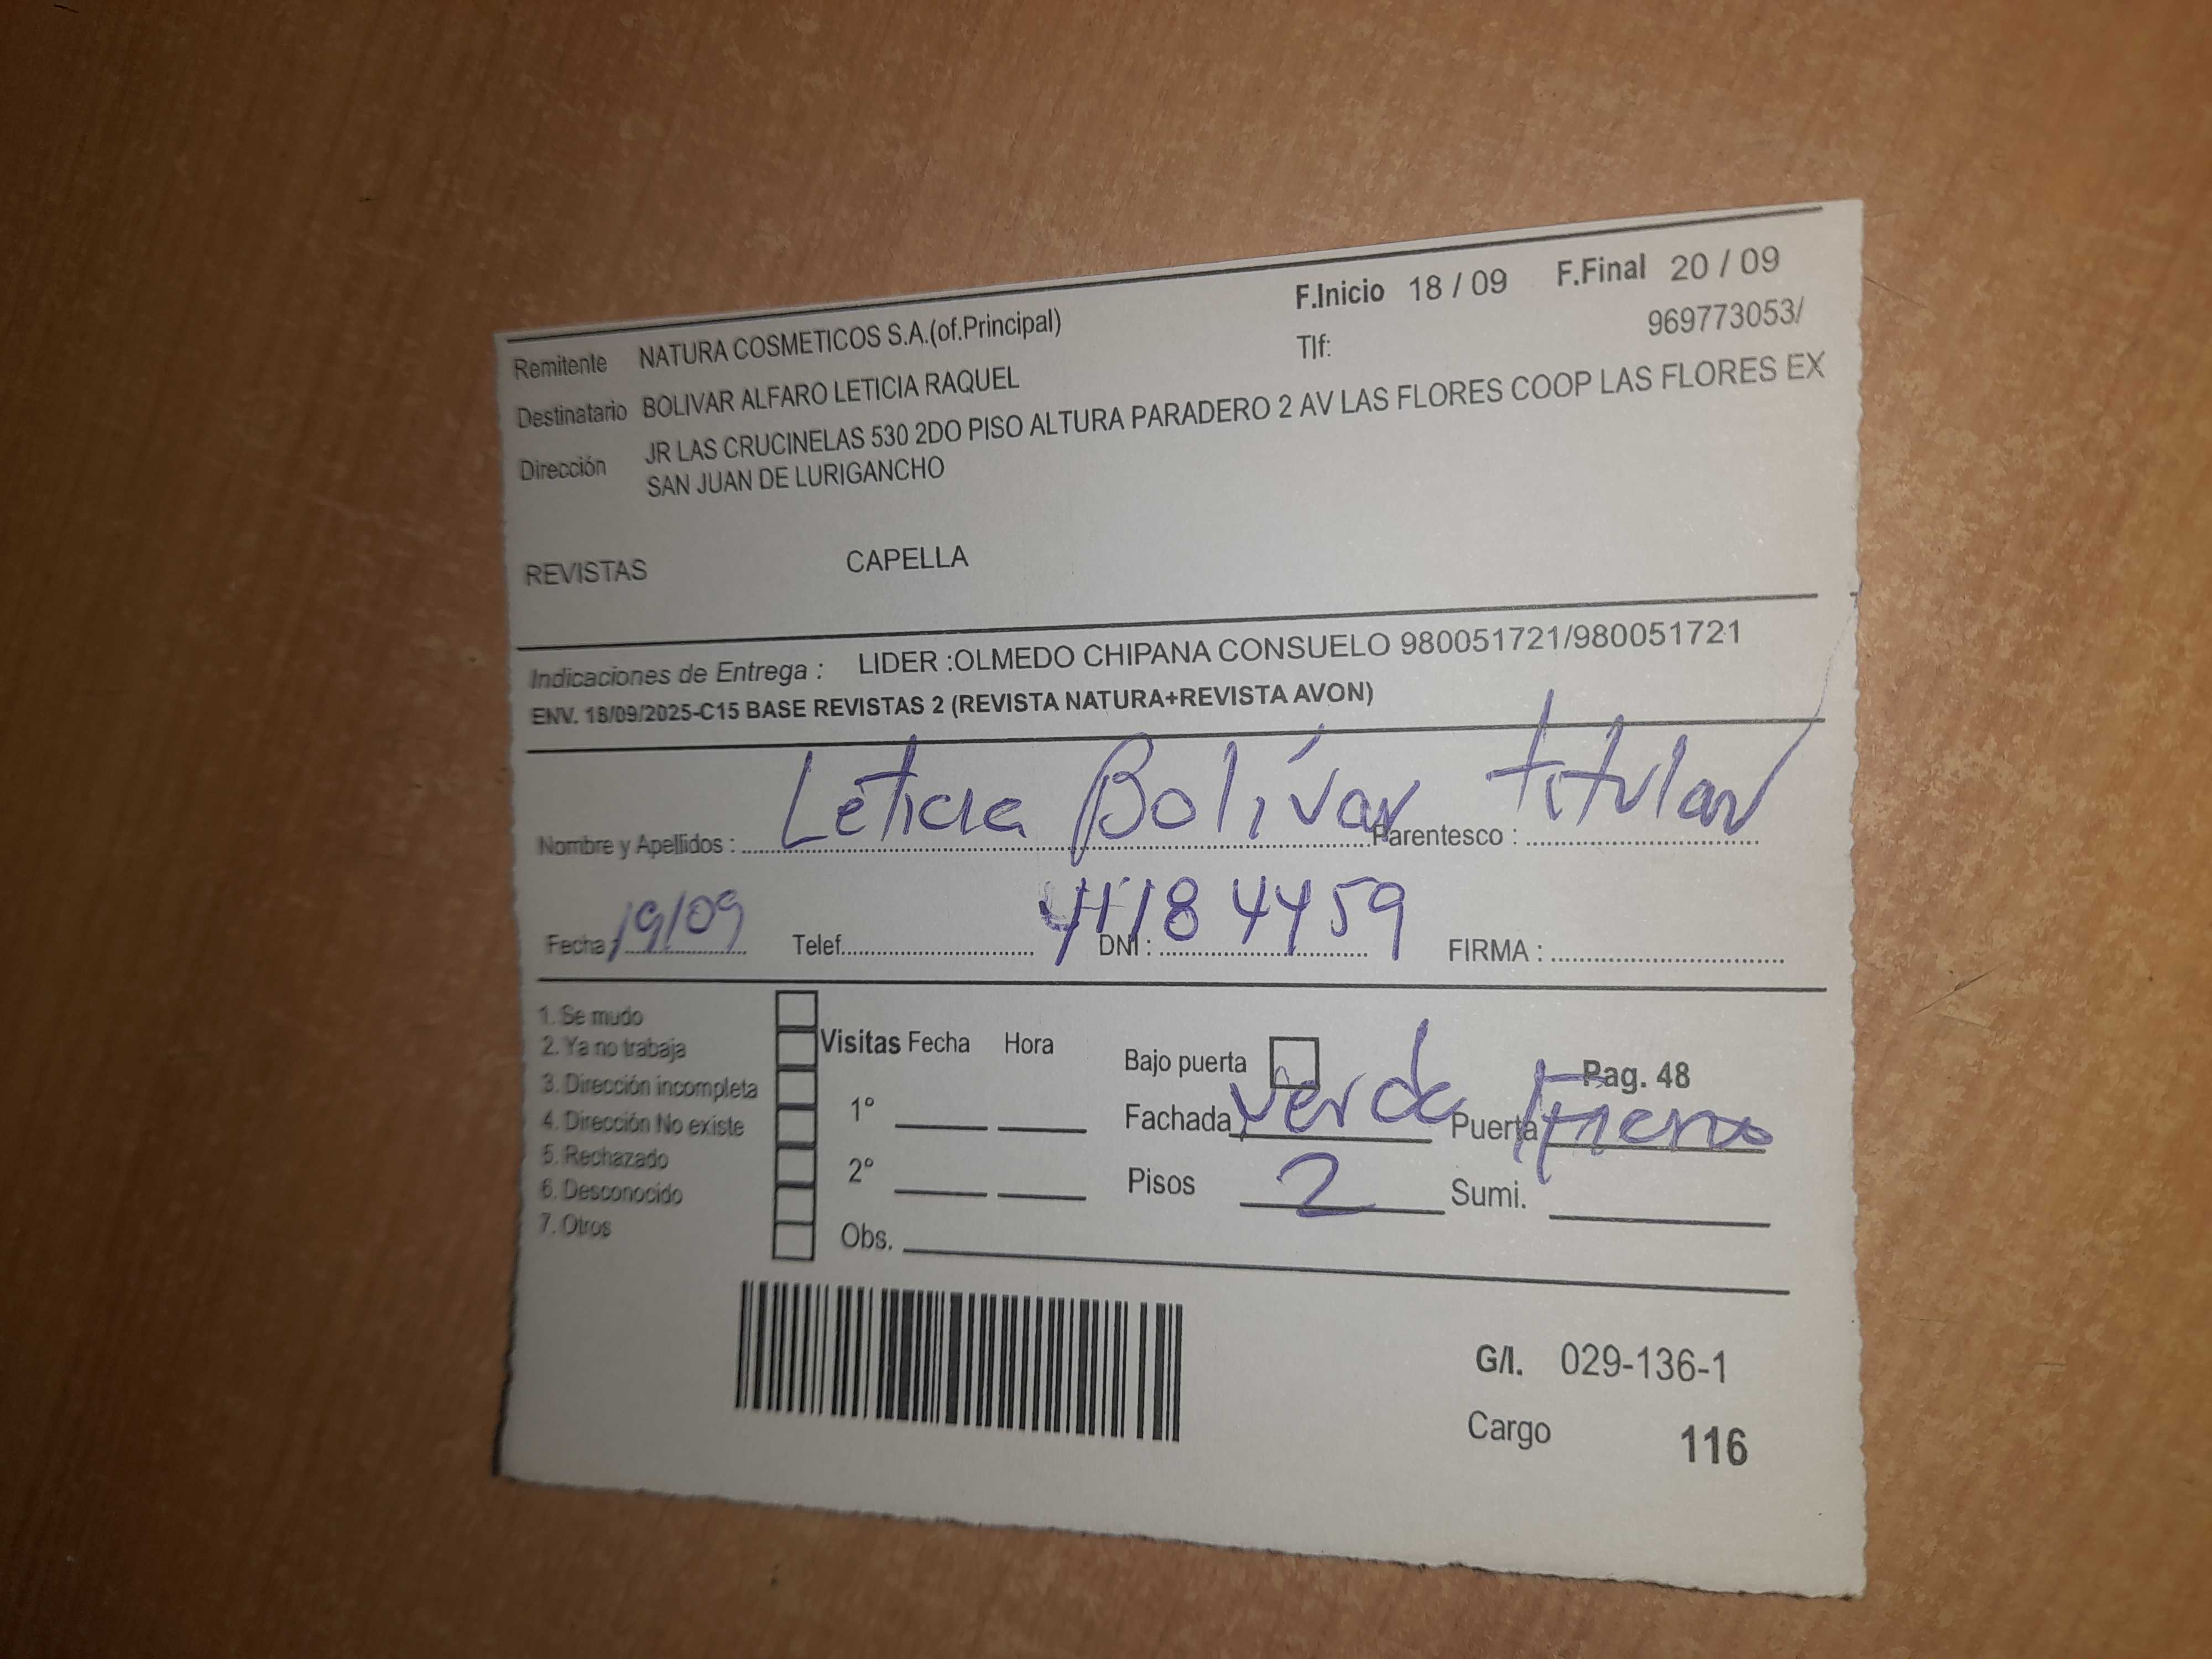 F.Inicio 18 / 09 F.Final 20 / 09
Remitente NATURA COSMETICOS S.A.(of.Principal) Tlf: 969773053/
Destinatario BOLIVAR ALFARO LETICIA RAQUEL
Dirección JR LAS CRUCINELAS 530 2DO PISO ALTURA PARADERO 2 AV LAS FLORES COOP LAS FLORES EX
SAN JUAN DE LURIGANCHO
REVISTAS CAPELLA
Indicaciones de Entrega : LIDER :OLMEDO CHIPANA CONSUELO 980051721/980051721
ENV. 18/09/2025-C15 BASE REVISTAS 2 (REVISTA NATURA+REVISTA AVON)
Nombre y Apellidos : Leticia Bolívar Parentesco : titular
Fecha : 19/09 Telef. DNI : 41184459 FIRMA :
1. Se mudo
2. Ya no trabaja
3. Dirección incompleta
4. Dirección No existe
5. Rechazado
6. Desconocido
7. Otros
Visitas Fecha Hora
1°
2°
Obs.
Bajo puerta Pag. 48
Fachada verde Puerta
Pisos 2 Sumi.
G/I. 029-136-1
Cargo 116